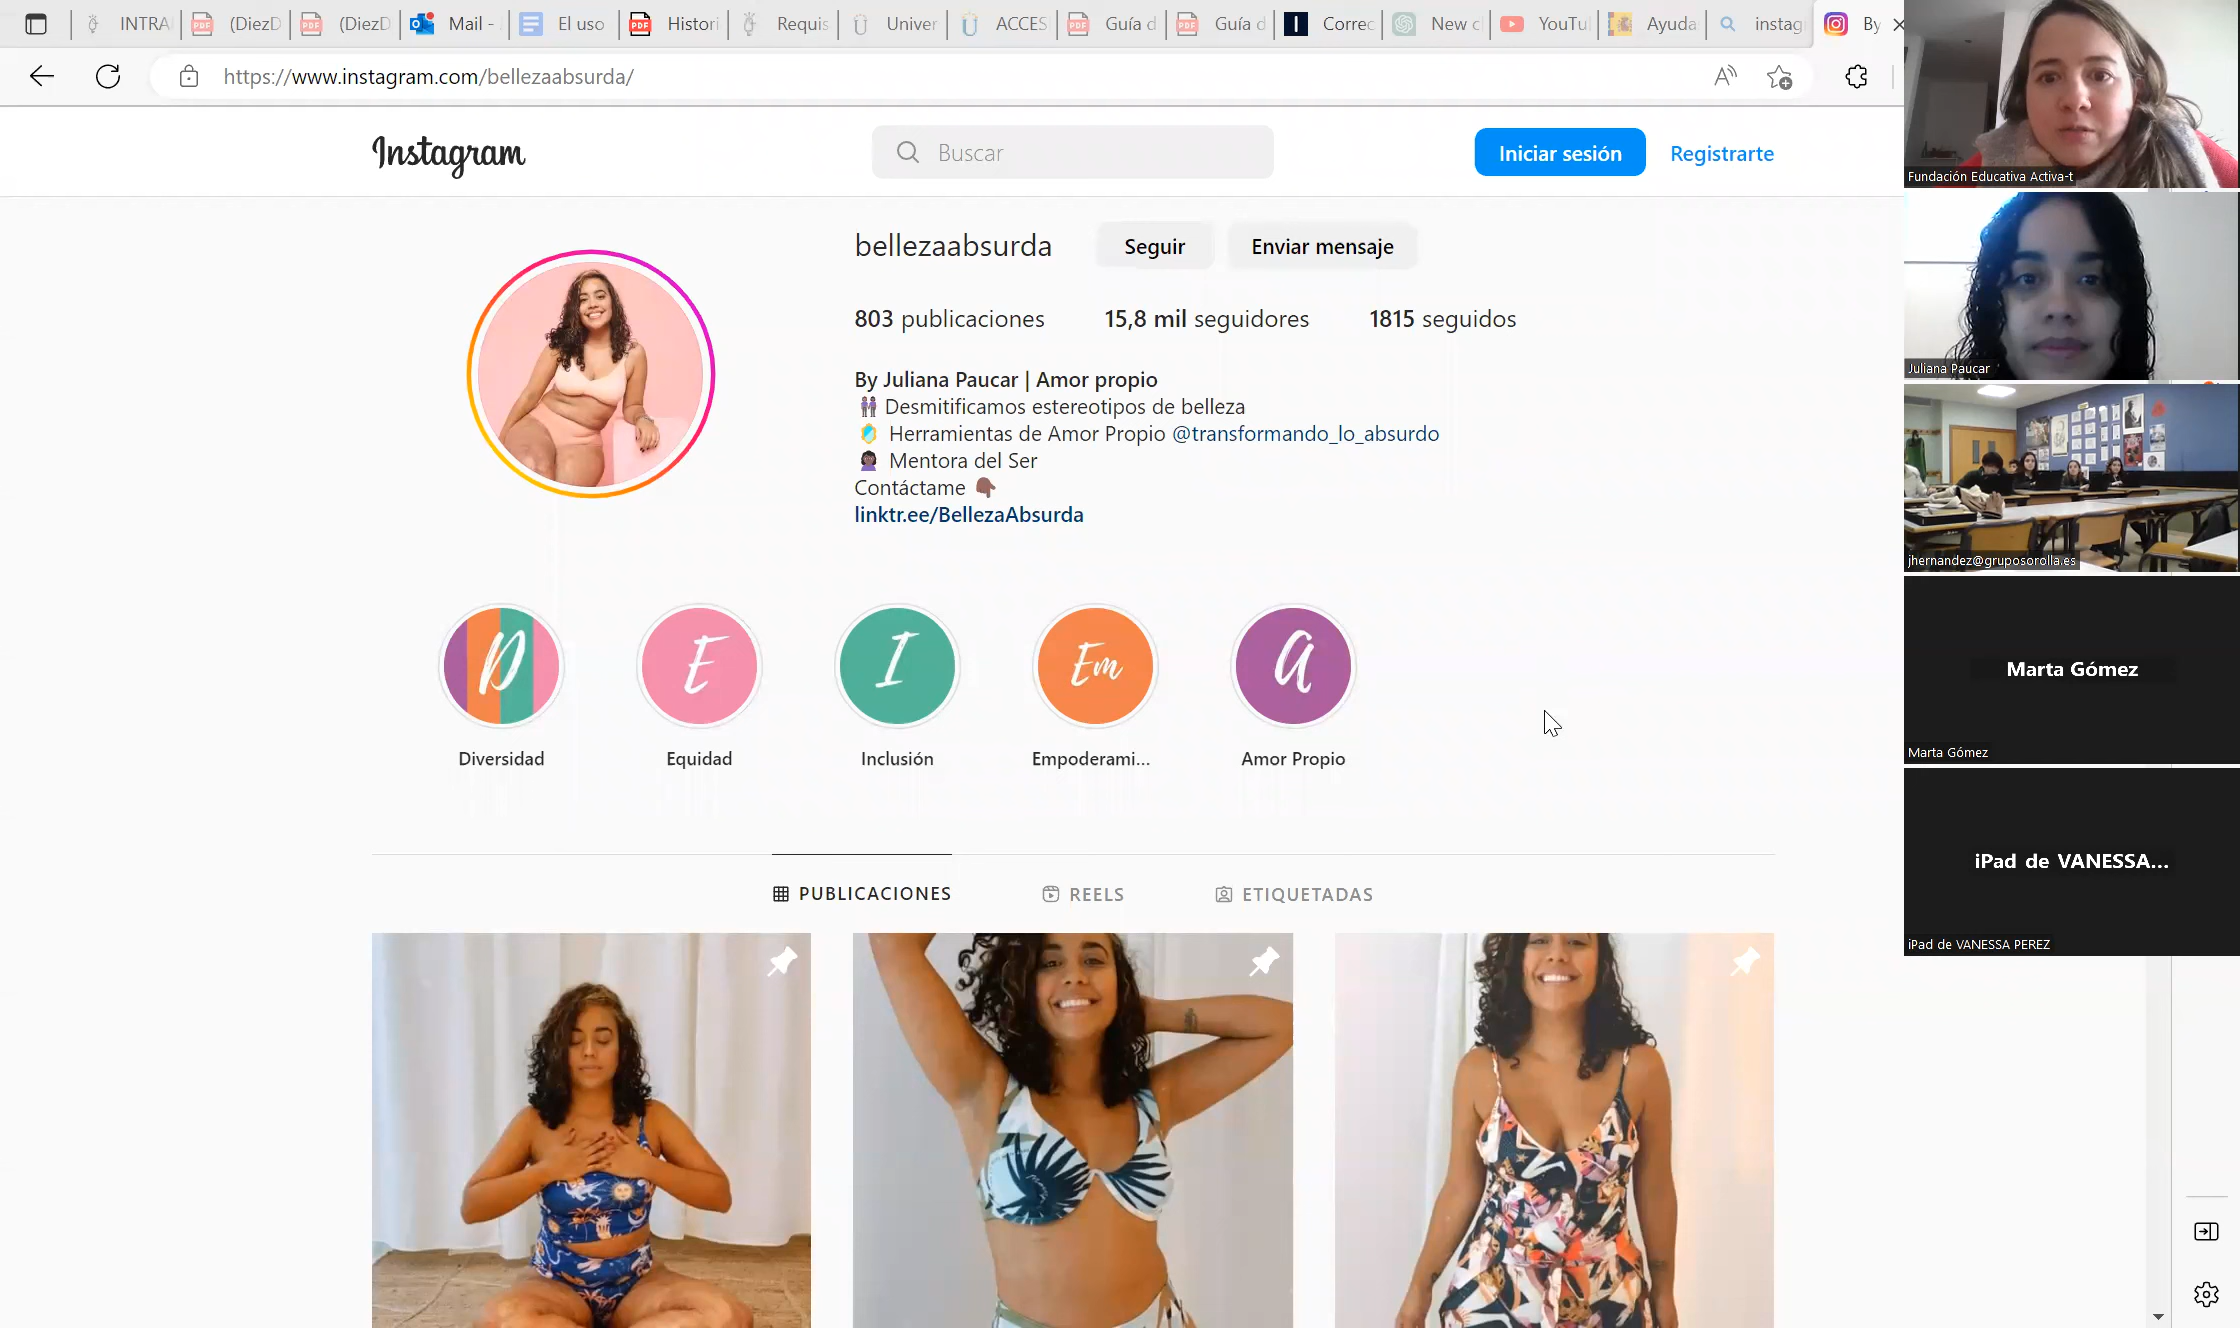 INTRA
(DiezD
(DiezD
Mail -
El uso
Histori
Requis
Univer
ACCES
Guía d
Guía d
Correc
New c
YouTu
Ayuda
instag
By
https://www.instagram.com/bellezaabsurda/
Instagram
Buscar
Iniciar sesión
Registrarte
bellezaabsurda
Seguir
Enviar mensaje
803 publicaciones
15,8 mil seguidores
1815 seguidos
By Juliana Paucar | Amor propio
Desmitificamos estereotipos de belleza
Herramientas de Amor Propio @transformando_lo_absurdo
Mentora del Ser
Contáctame
linktr.ee/BellezaAbsurda
D
E
I
Em
A
Diversidad
Equidad
Inclusión
Empoderami...
Amor Propio
PUBLICACIONES
REELS
ETIQUETADAS
Fundación Educativa Activa-t
Juliana Paucar
jhernandez@gruposorolla.es
Marta Gómez
Marta Gómez
iPad de VANESSA...
iPad de VANESSA PEREZ